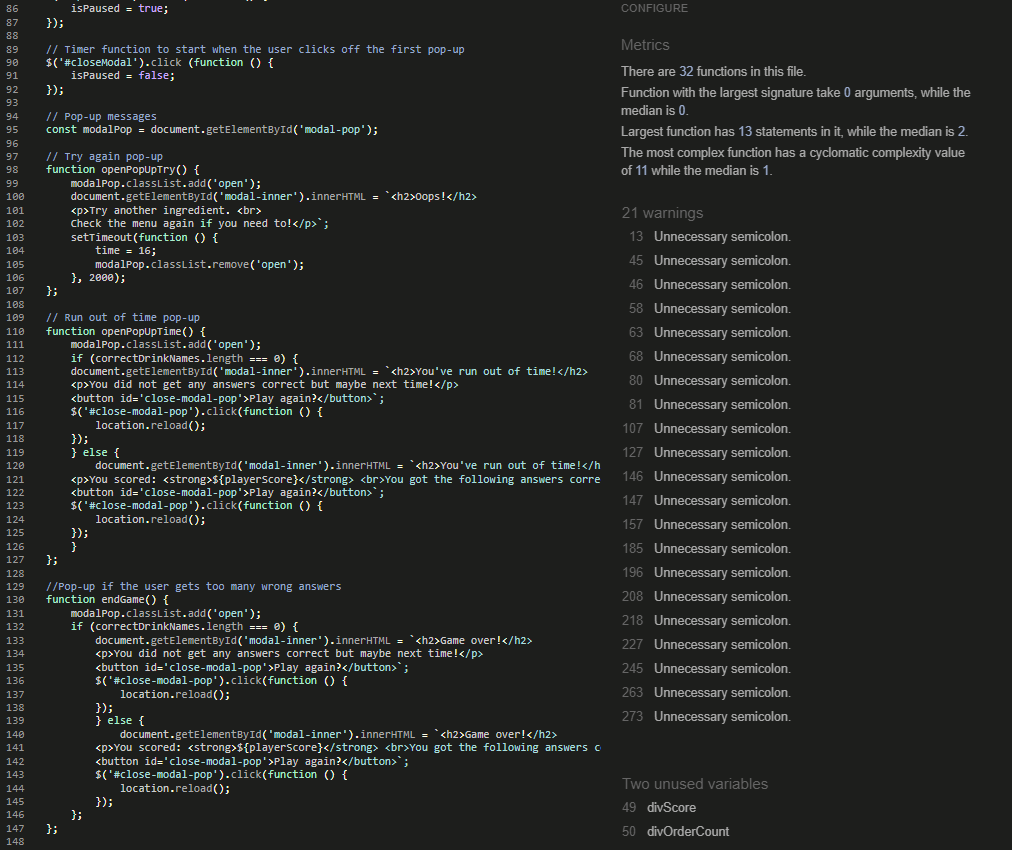 86 isPaused = true;
87 });
88
89 // Timer function to start when the user clicks off the first pop-up
90 $('#closeModal').click (function () {
91 isPaused = false;
92 });
93
94 // Pop-up messages
95 const modalPop = document.getElementById('modal-pop');
96
97 // Try again pop-up
98 function openPopUpTry() {
99 modalPop.classList.add('open');
100 document.getElementById('modal-inner').innerHTML = `<h2>Oops!</h2>
101 <p>Try another ingredient. <br>
102 Check the menu again if you need to!</p>`;
103 setTimeout(function () {
104 time = 16;
105 modalPop.classList.remove('open');
106 }, 2000);
107 };
108
109 // Run out of time pop-up
110 function openPopUpTime() {
111 modalPop.classList.add('open');
112 if (correctDrinkNames.length === 0) {
113 document.getElementById('modal-inner').innerHTML = `<h2>You've run out of time!</h2>
114 <p>You did not get any answers correct but maybe next time!</p>
115 <button id='close-modal-pop'>Play again?</button>`;
116 $('#close-modal-pop').click(function () {
117 location.reload();
118 });
119 } else {
120 document.getElementById('modal-inner').innerHTML = `<h2>You've run out of time!</h
121 <p>You scored: <strong>${playerScore}</strong> <br>You got the following answers corre
122 <button id='close-modal-pop'>Play again?</button>`;
123 $('#close-modal-pop').click(function () {
124 location.reload();
125 });
126 }
127 };
128
129 //Pop-up if the user gets too many wrong answers
130 function endGame() {
131 modalPop.classList.add('open');
132 if (correctDrinkNames.length === 0) {
133 document.getElementById('modal-inner').innerHTML = `<h2>Game over!</h2>
134 <p>You did not get any answers correct but maybe next time!</p>
135 <button id='close-modal-pop'>Play again?</button>`;
136 $('#close-modal-pop').click(function () {
137 location.reload();
138 });
139 } else {
140 document.getElementById('modal-inner').innerHTML = `<h2>Game over!</h2>
141 <p>You scored: <strong>${playerScore}</strong> <br>You got the following answers c
142 <button id='close-modal-pop'>Play again?</button>`;
143 $('#close-modal-pop').click(function () {
144 location.reload();
145 });
146 };
147 };
148
CONFIGURE
Metrics
There are 32 functions in this file.
Function with the largest signature take 0 arguments, while the
median is 0.
Largest function has 13 statements in it, while the median is 2.
The most complex function has a cyclomatic complexity value
of 11 while the median is 1.
21 warnings
13 Unnecessary semicolon.
45 Unnecessary semicolon.
46 Unnecessary semicolon.
58 Unnecessary semicolon.
63 Unnecessary semicolon.
68 Unnecessary semicolon.
80 Unnecessary semicolon.
81 Unnecessary semicolon.
107 Unnecessary semicolon.
127 Unnecessary semicolon.
146 Unnecessary semicolon.
147 Unnecessary semicolon.
157 Unnecessary semicolon.
185 Unnecessary semicolon.
196 Unnecessary semicolon.
208 Unnecessary semicolon.
218 Unnecessary semicolon.
227 Unnecessary semicolon.
245 Unnecessary semicolon.
263 Unnecessary semicolon.
273 Unnecessary semicolon.
Two unused variables
49 divScore
50 divOrderCount